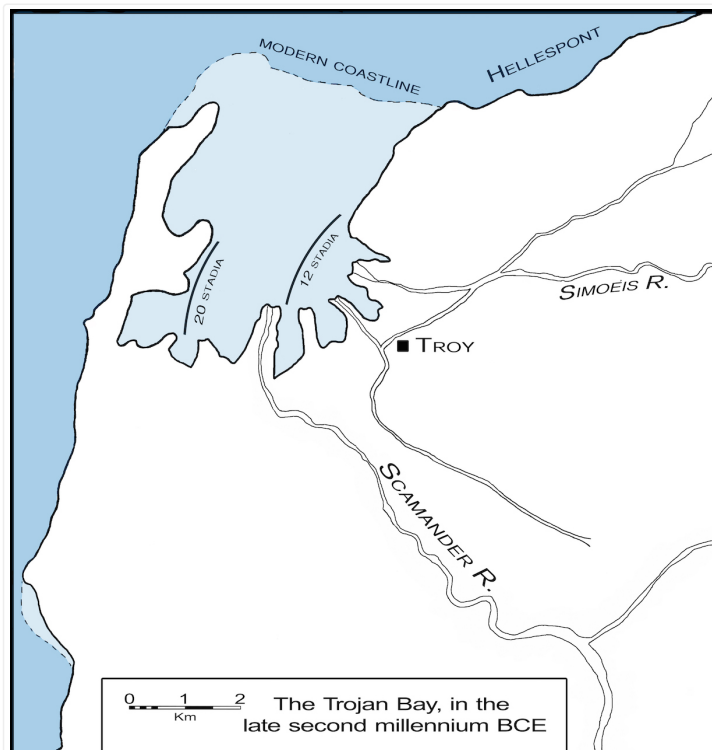 MODERN COASTLINE
HELLESPONT
20 STADIA
12 STADIA
SIMOEIS R.
TROY
SCAMANDER R.
0 1 2
Km
The Trojan Bay, in the
late second millennium BCE